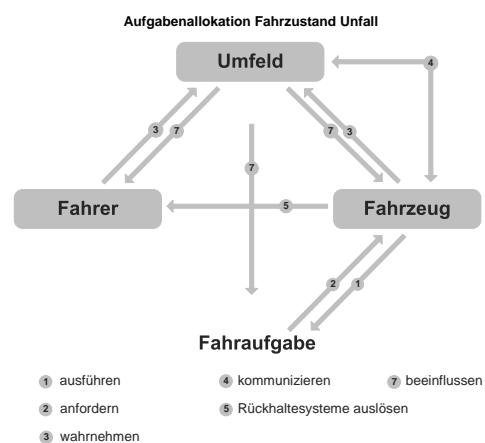 Aufgabenallokation Fahrzustand Unfall
Umfeld
4
3
7
7
3
7
Fahrer
5
Fahrzeug
2
1
Fahraufgabe
1 ausführen
4 kommunizieren
7 beeinflussen
2 anfordern
5 Rückhaltesysteme auslösen
3 wahrnehmen